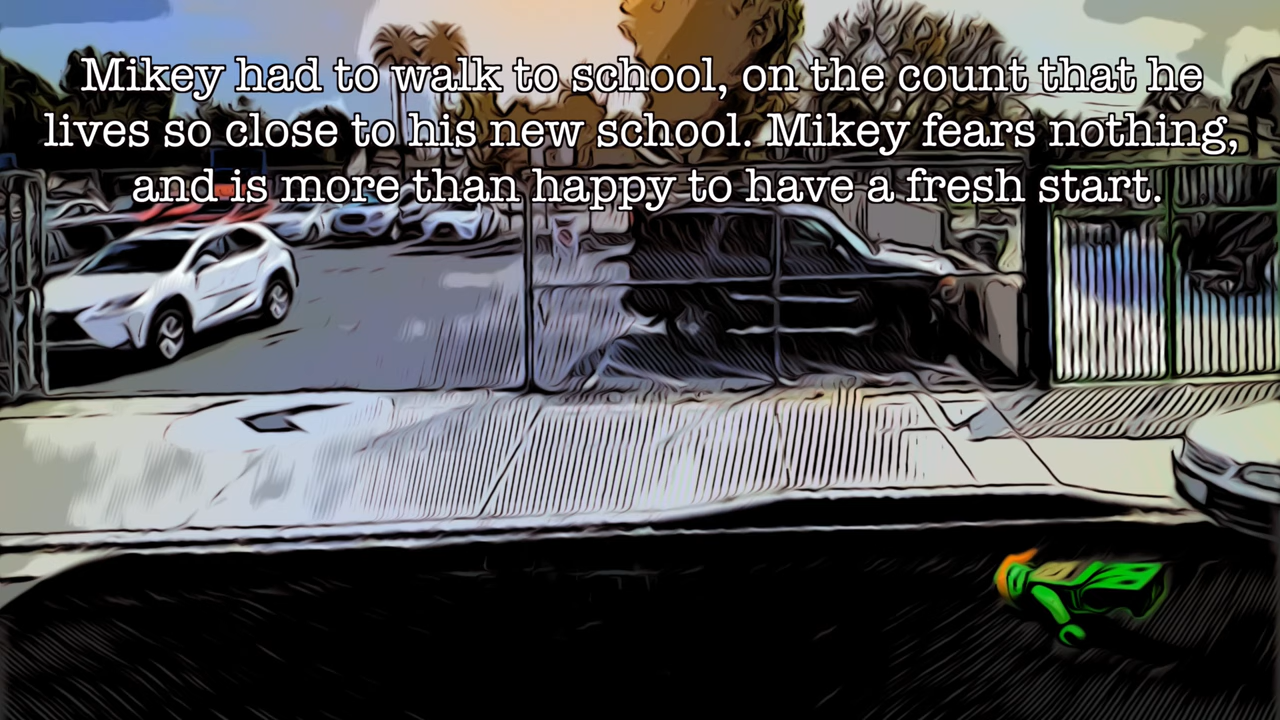 Mikey had to walk to school, on the count that he
lives so close to his new school. Mikey fears nothing,
and is more than happy to have a fresh start.